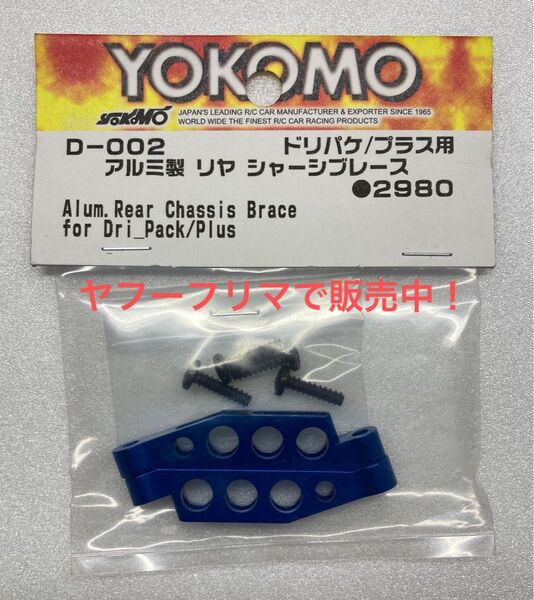 YOKOMO
YOKOMO
JAPAN'S LEADING R/C CAR MANUFACTURER & EXPORTER SINCE 1965
WORLD WIDE THE FINEST R/C CAR RACING PRODUCTS
D-002 ドリパケ/プラス用
アルミ製 リヤ シャーシブレース
●2980
Alum.Rear Chassis Brace
for Dri_Pack/Plus
ヤフーフリマで販売中！